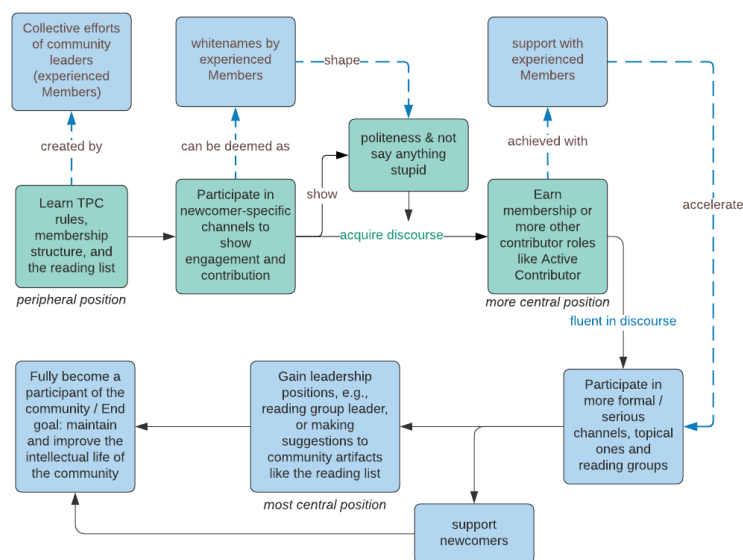 Collective efforts
of community
leaders
(experienced
Members)
whitenames by
experienced
Members
shape
support with
experienced
Members
created by
can be deemed as
politeness & not
say anything
stupid
achieved with
accelerate
Learn TPC
rules,
membership
structure, and
the reading list
peripheral position
Participate in
newcomer-specific
channels to
show
engagement and
contribution
show
acquire discourse
Earn
membership or
more other
contributor roles
like Active
Contributor
more central position
fluent in discourse
Fully become a
participant of the
community / End
goal: maintain
and improve the
intellectual life of
the community
Gain leadership
positions, e.g.,
reading group leader,
or making
suggestions to
community artifacts
like the reading list
most central position
Participate in
more formal /
serious channels,
topical ones and
reading groups
support
newcomers